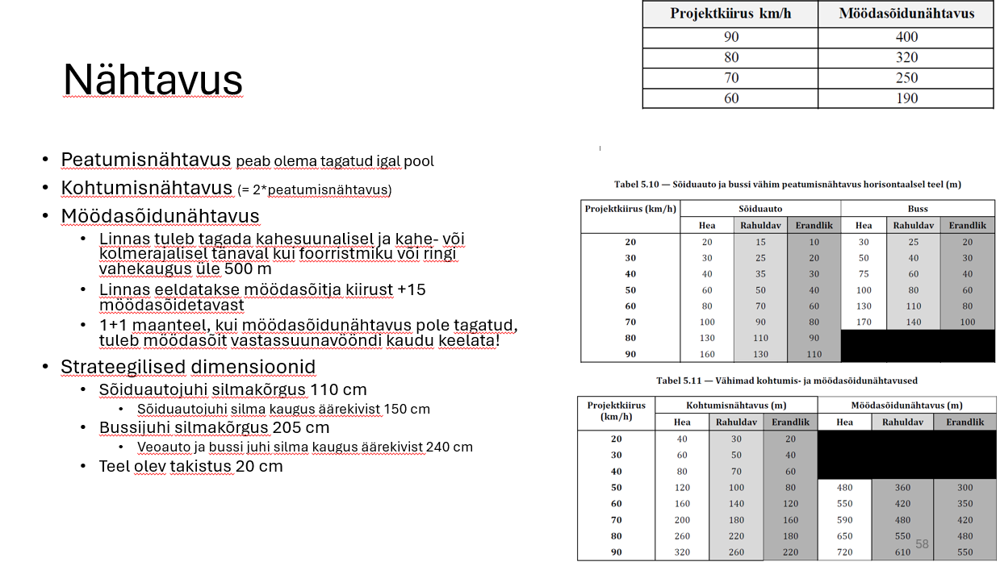 Nähtavus
• Peatumisnähtavus peab olema tagatud igal pool
• Kohtumisnähtavus (= 2*peatumisnähtavus)
• Möödasõidunähtavus
• Linnas tuleb tagada kahesuunalisel ja kahe- või
kolmerajalisel tänaval kui foorristmiku või ringi
vahekaugus üle 500 m
• Linnas eeldatakse möödasõitja kiirust +15
möödasõidetavast
• 1+1 maanteel, kui möödasõidunähtavus pole tagatud,
tuleb möödasõit vastassuunavööndi kaudu keelata!
• Strateegilised dimensioonid
• Sõiduautojuhi silmakõrgus 110 cm
• Sõiduautojuhi silma kaugus äärekivist 150 cm
• Bussijuhi silmakõrgus 205 cm
• Veoauto ja bussi juhi silma kaugus äärekivist 240 cm
• Teel olev takistus 20 cm
Projektkiirus km/h Möödasõidunähtavus
90 400
80 320
70 250
60 190
Tabel 5.10 — Sõiduauto ja bussi vähim peatumisnähtavus horisontaalsel teel (m)
Projektkiirus (km/h) Sõiduauto Buss
Hea Rahuldav Erandlik Hea Rahuldav Erandlik
20 20 15 10 30 25 20
30 30 25 20 50 40 30
40 40 35 30 75 60 40
50 60 50 40 100 80 60
60 80 70 60 130 110 80
70 100 90 80 170 140 100
80 130 110 90
90 160 130 110
Tabel 5.11 — Vähimad kohtumis- ja möödasõidunähtavused
Projektkiirus (km/h) Kohtumisnähtavus (m) Möödasõidunähtavus (m)
Hea Rahuldav Erandlik Hea Rahuldav Erandlik
20 40 30 20
30 60 50 40
40 80 70 60
50 120 100 80 480 360 300
60 160 140 120 550 420 350
70 200 180 160 590 480 420
80 260 220 180 650 550 480
90 320 260 220 720 610 550
58